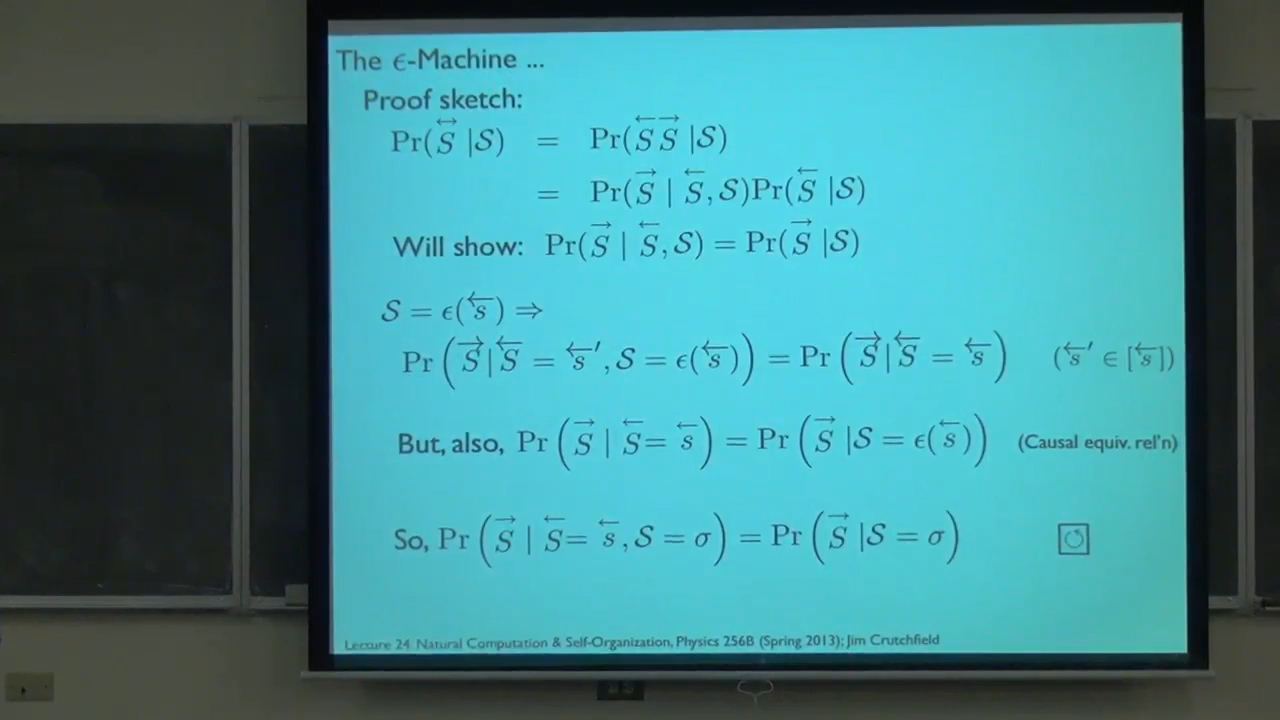 The ϵ-Machine ...
Proof sketch:
Pr(S⃡ |𝒮) = Pr(S⃖ S⃗ |𝒮)
= Pr(S⃗ | S⃖, 𝒮)Pr(S⃖ |𝒮)
Will show: Pr(S⃗ | S⃖, 𝒮) = Pr(S⃗ |𝒮)
𝒮 = ϵ(s⃖) ⇒
Pr (S⃗|S⃖ = s⃖′, 𝒮 = ϵ(s⃖)) = Pr (S⃗|S⃖ = s⃖) (s⃖′ ∈ [s⃖])
But, also, Pr (S⃗ | S⃖ = s⃖) = Pr (S⃗ |𝒮 = ϵ(s⃖)) (Causal equiv. rel'n)
So, Pr (S⃗ | S⃖ = s⃖, 𝒮 = σ) = Pr (S⃗ |𝒮 = σ)
Lecture 24 Natural Computation & Self-Organization, Physics 256B (Spring 2013); Jim Crutchfield